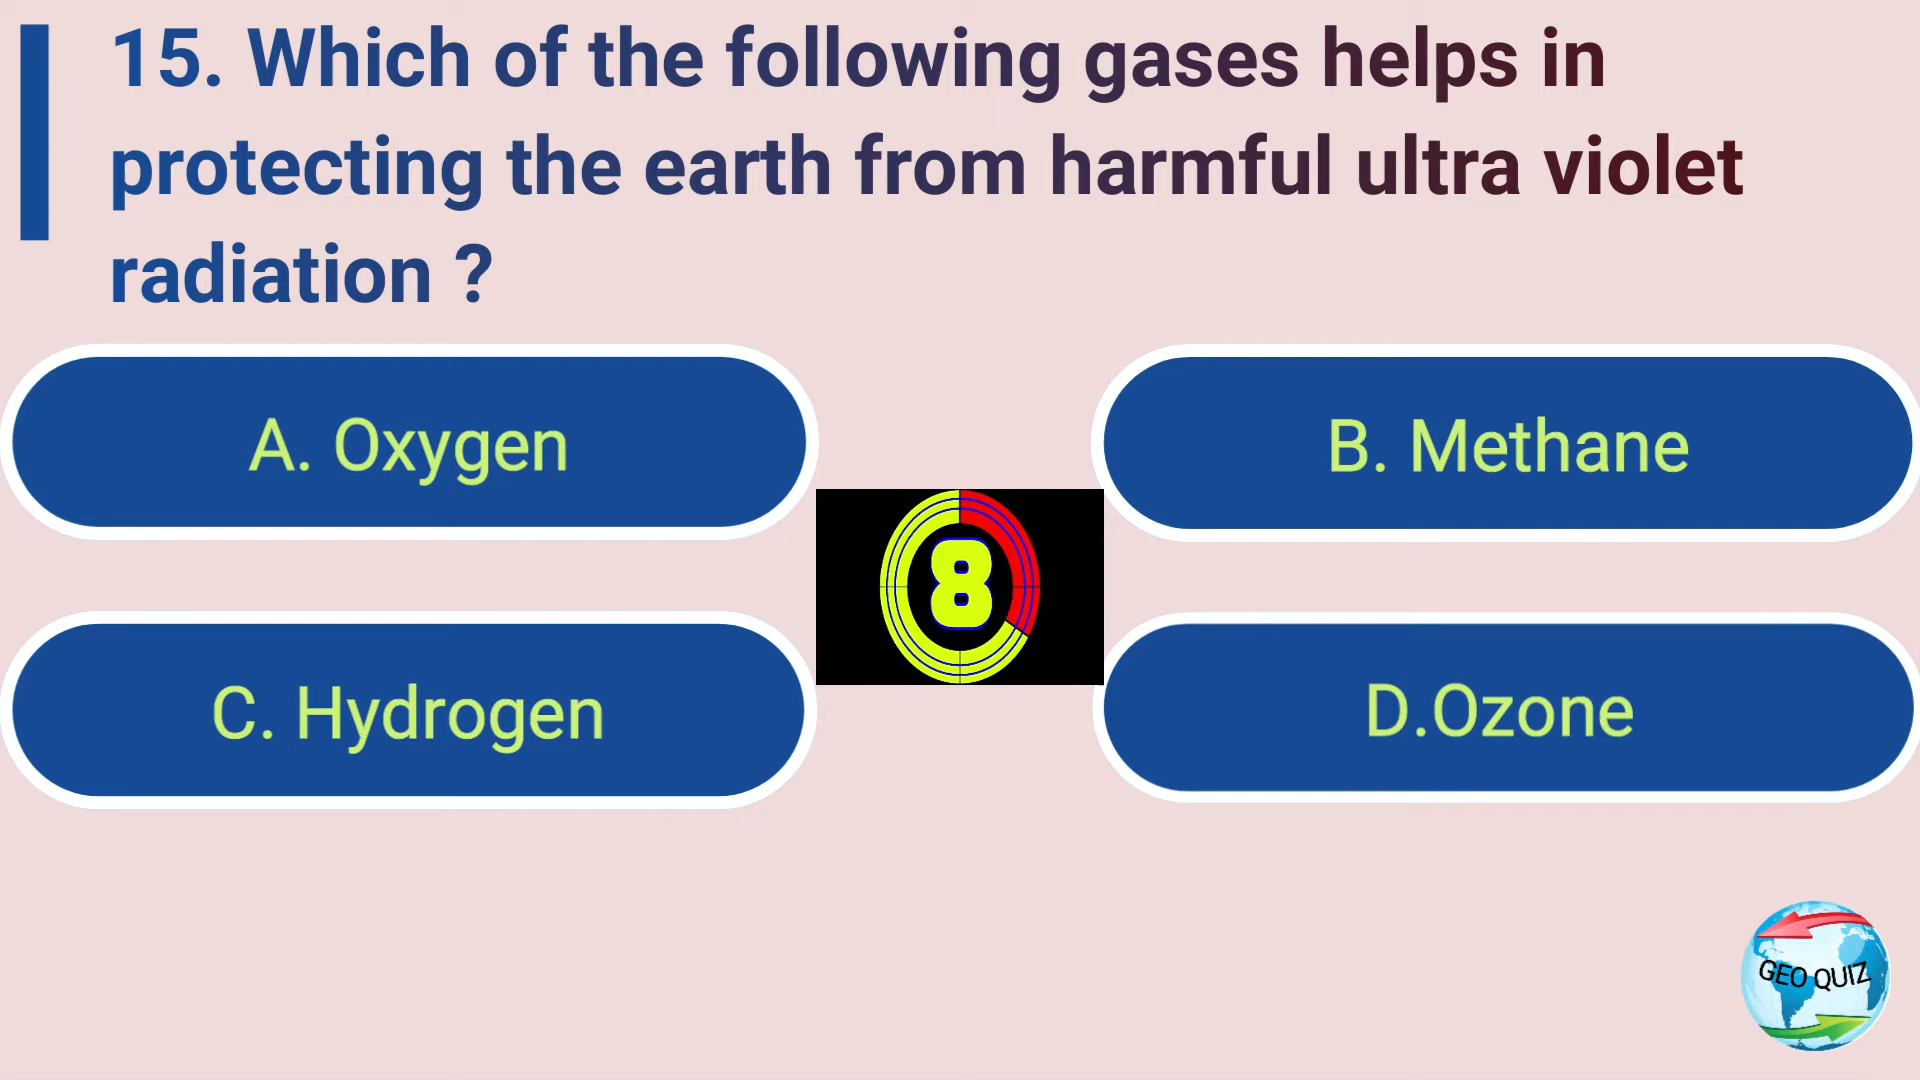 15. Which of the following gases helps in
protecting the earth from harmful ultra violet
radiation ?
A. Oxygen
B. Methane
8
C. Hydrogen
D.Ozone
GEO QUIZ